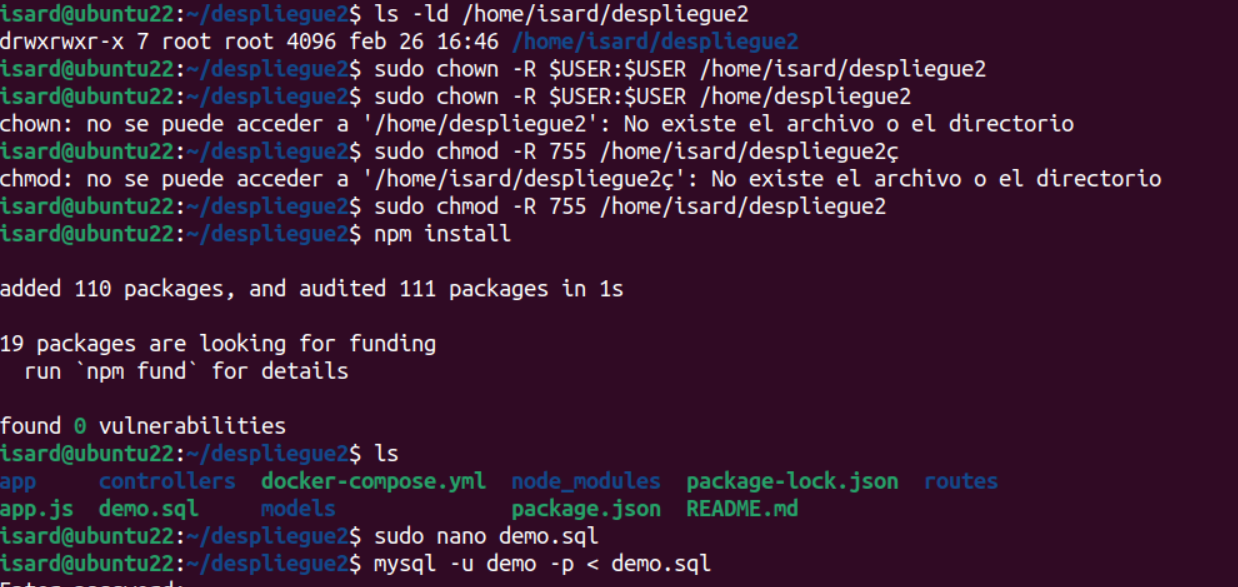 isard@ubuntu22:~/despliegue2$ ls -ld /home/isard/despliegue2
drwxrwxr-x 7 root root 4096 feb 26 16:46 /home/isard/despliegue2
isard@ubuntu22:~/despliegue2$ sudo chown -R $USER:$USER /home/isard/despliegue2
isard@ubuntu22:~/despliegue2$ sudo chown -R $USER:$USER /home/despliegue2
chown: no se puede acceder a '/home/despliegue2': No existe el archivo o el directorio
isard@ubuntu22:~/despliegue2$ sudo chmod -R 755 /home/isard/despliegue2ç
chmod: no se puede acceder a '/home/isard/despliegue2ç': No existe el archivo o el directorio
isard@ubuntu22:~/despliegue2$ sudo chmod -R 755 /home/isard/despliegue2
isard@ubuntu22:~/despliegue2$ npm install
added 110 packages, and audited 111 packages in 1s
19 packages are looking for funding
  run `npm fund` for details
found 0 vulnerabilities
isard@ubuntu22:~/despliegue2$ ls
app     controllers  docker-compose.yml  node_modules  package-lock.json  routes
app.js  demo.sql     models              package.json  README.md
isard@ubuntu22:~/despliegue2$ sudo nano demo.sql
isard@ubuntu22:~/despliegue2$ mysql -u demo -p < demo.sql
Enter password: